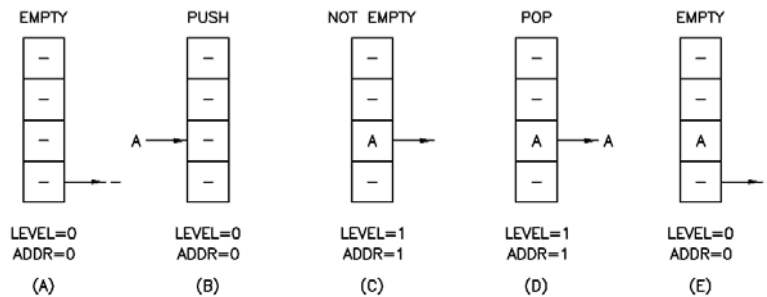 EMPTY PUSH NOT EMPTY POP EMPTY
– – – – –
– – – – –
– A – A A A A
– – – – – –
LEVEL=0 LEVEL=0 LEVEL=1 LEVEL=1 LEVEL=0
ADDR=0 ADDR=0 ADDR=1 ADDR=1 ADDR=0
(A) (B) (C) (D) (E)